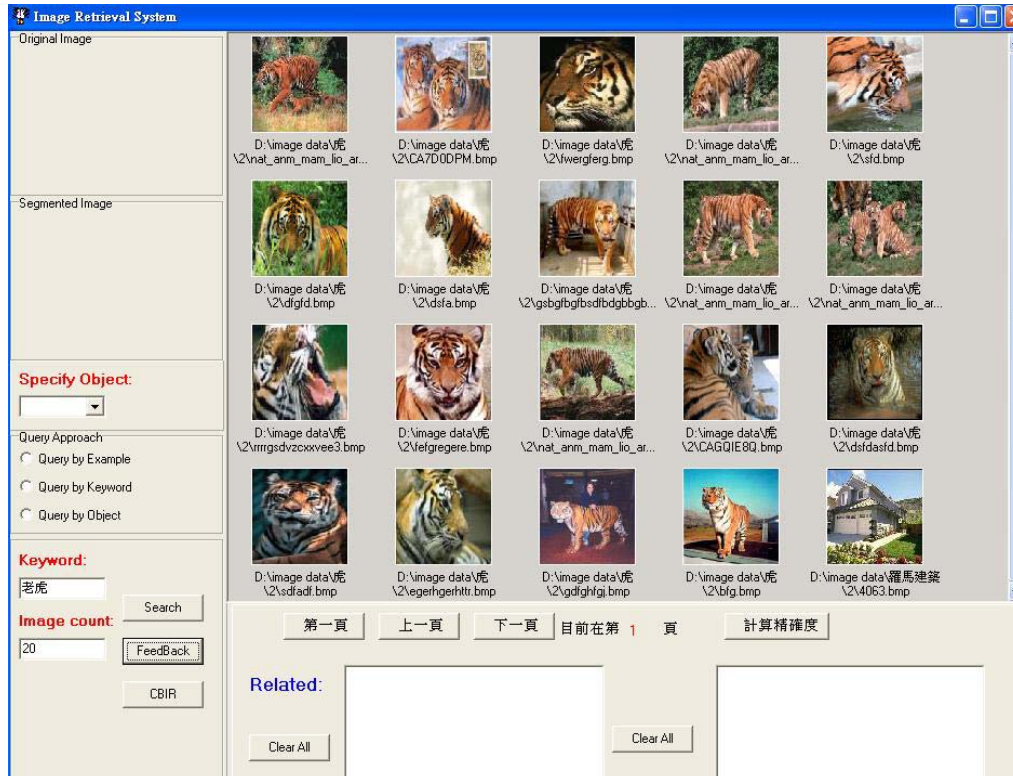 Image Retrieval System
Original Image
Segmented Image
Specify Object:
Query Approach
Query by Example
Query by Keyword
Query by Object
Keyword:
老虎
Search
Image count:
20
FeedBack
CBIR
D:\image data\虎
\2\nat_anm_mam_lio_ar...
D:\image data\虎
\2\CA7D0DPM.bmp
D:\image data\虎
\2\fwergferg.bmp
D:\image data\虎
\2\nat_anm_mam_lio_ar...
D:\image data\虎
\2\sfd.bmp
D:\image data\虎
\2\dfgfd.bmp
D:\image data\虎
\2\dsfa.bmp
D:\image data\虎
\2\gsbgfbgfbsdfbdgbbgb...
D:\image data\虎
\2\nat_anm_mam_lio_ar...
D:\image data\虎
\2\nat_anm_mam_lio_ar...
D:\image data\虎
\2\rrrrgsdvzcxxvee3.bmp
D:\image data\虎
\2\fefgregere.bmp
D:\image data\虎
\2\nat_anm_mam_lio_ar...
D:\image data\虎
\2\CAGQIE8Q.bmp
D:\image data\虎
\2\dsfdasfd.bmp
D:\image data\虎
\2\sdfadf.bmp
D:\image data\虎
\2\egerhgerhttr.bmp
D:\image data\虎
\2\gdfghfgj.bmp
D:\image data\虎
\2\bfg.bmp
D:\image data\羅馬建築
\2\4063.bmp
第一頁
上一頁
下一頁
目前在第 1 頁
計算精確度
Related:
Clear All
Clear All